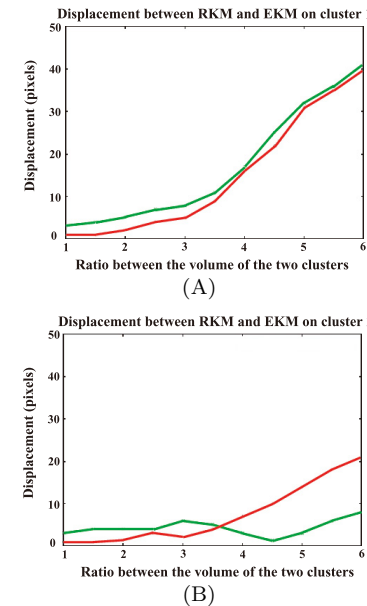 Displacement between RKM and EKM on cluster
50
40
30
20
10
0
1 2 3 4 5 6
Displacement (pixels)
Ratio between the volume of the two clusters
(A)
Displacement between RKM and EKM on cluster
50
40
30
20
10
0
1 2 3 4 5 6
Displacement (pixels)
Ratio between the volume of the two clusters
(B)